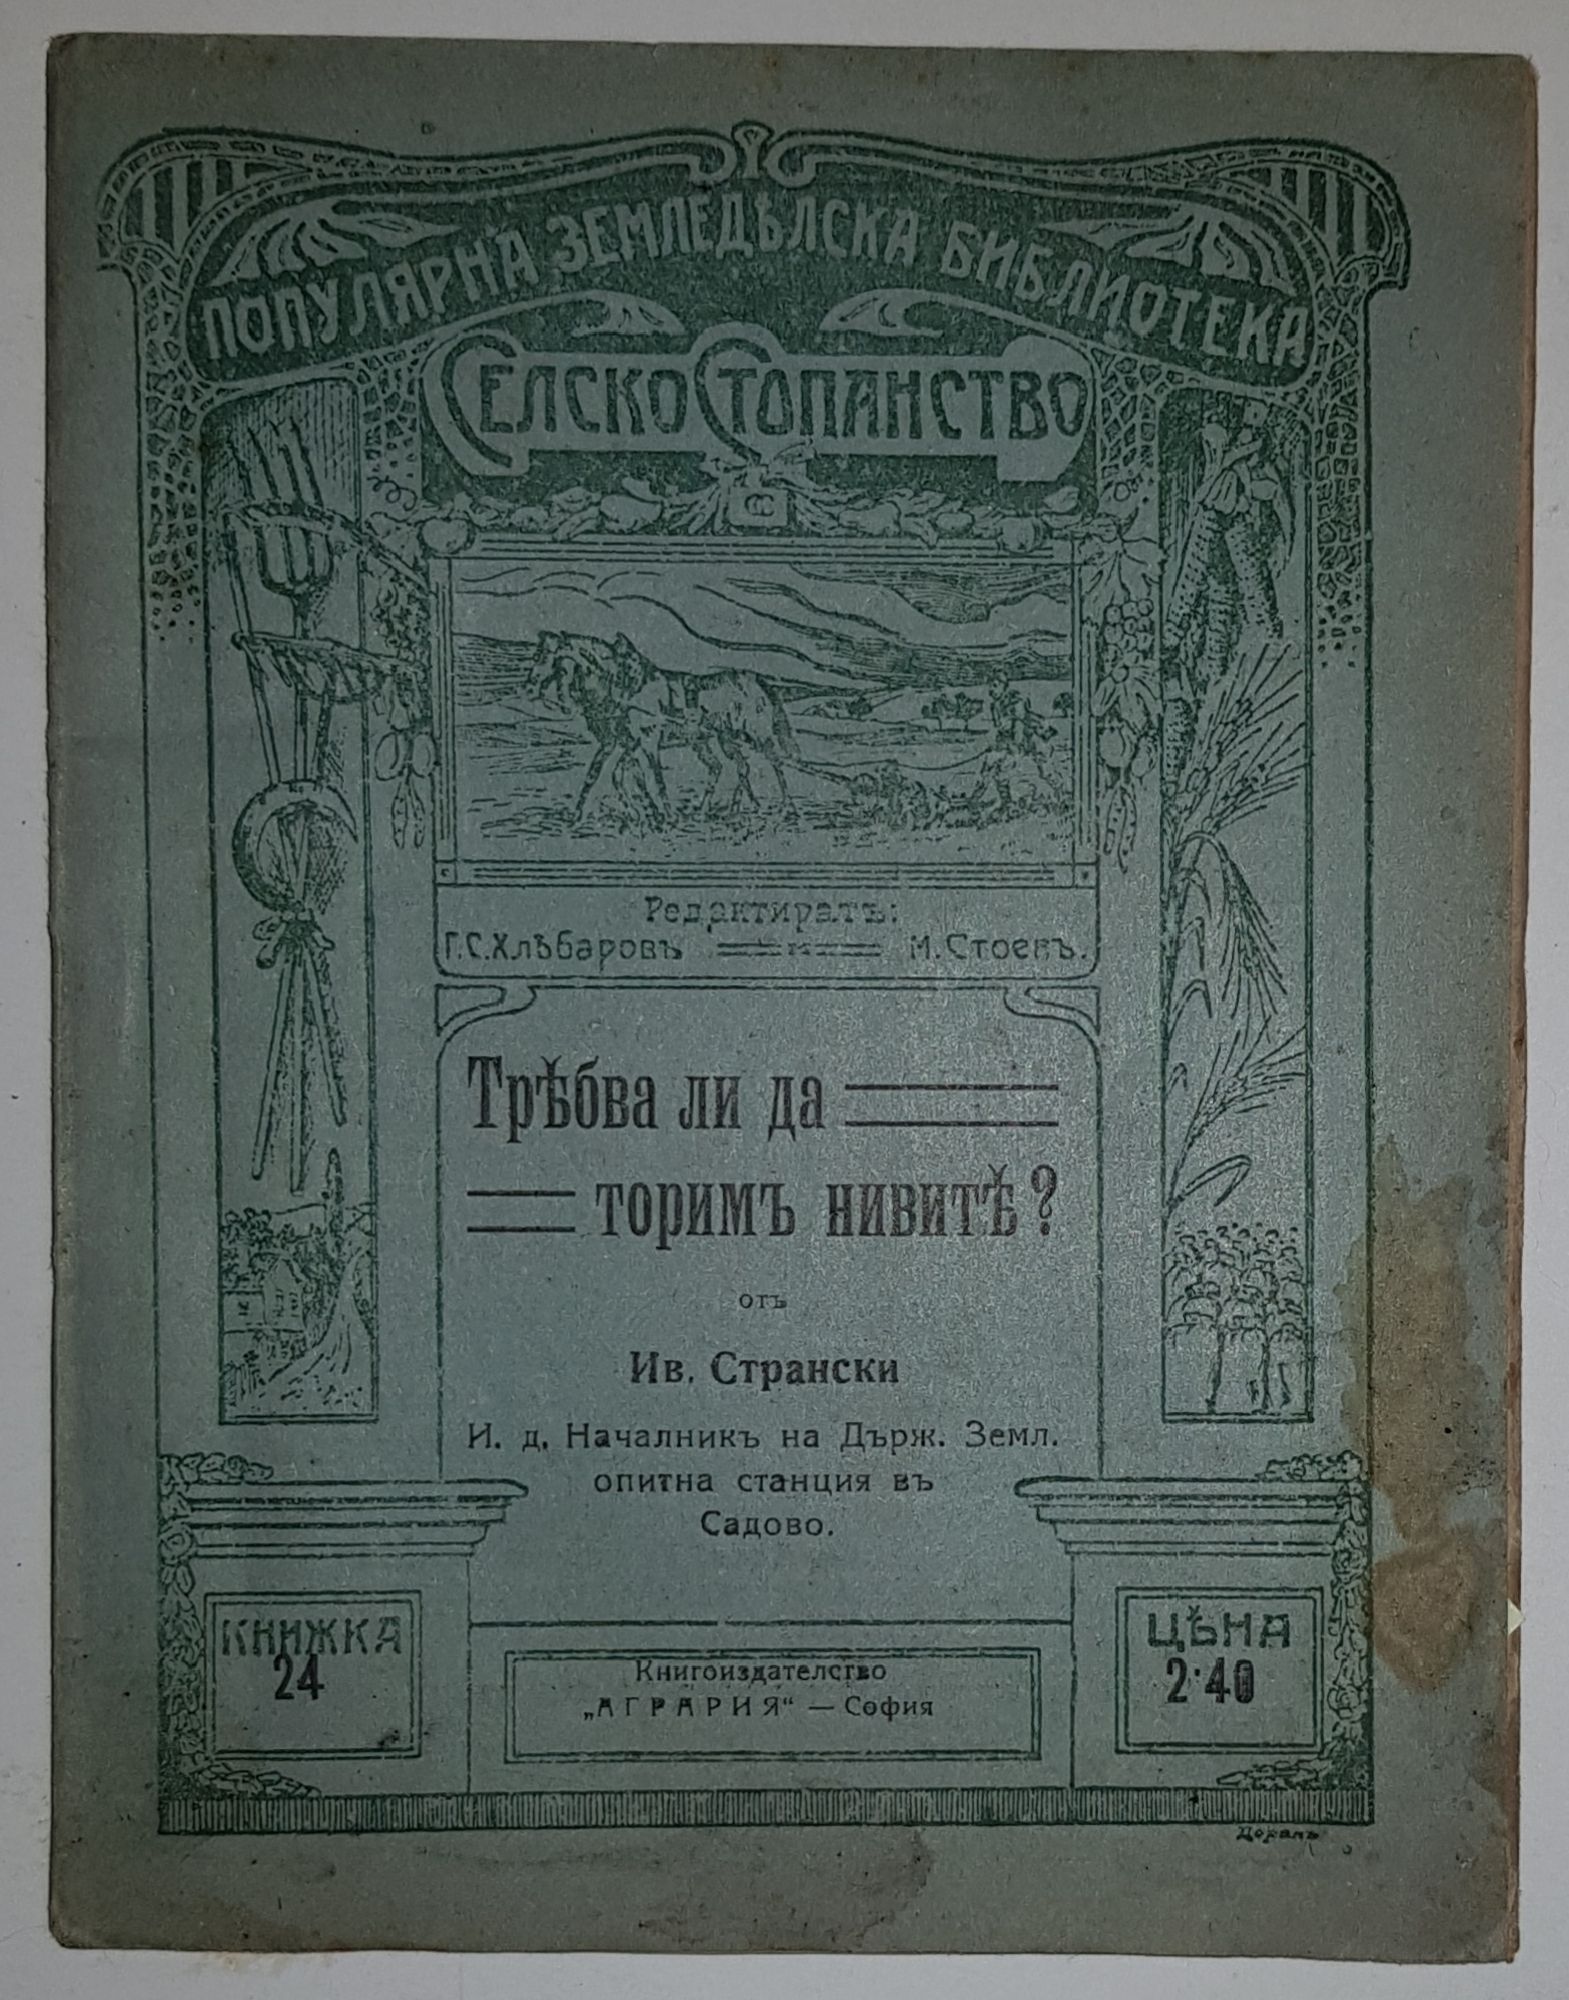 ПОПУЛЯРНА ЗЕМЛЕДѢЛСКА БИБЛИОТЕКА
СЕЛСКО СТОПАНСТВО
Редактиратъ:
Г.С.Хлѣбаровъ и М.Стоевъ.
Трѣбва ли да
торимъ нивитѣ?
отъ
Ив. Странски
И. д. Началникъ на Държ. Земл.
опитна станция въ
Садово.
КНИЖКА
24
Книгоиздателство
„АГРАРИЯ“ — София
ЦѢНА
2·40